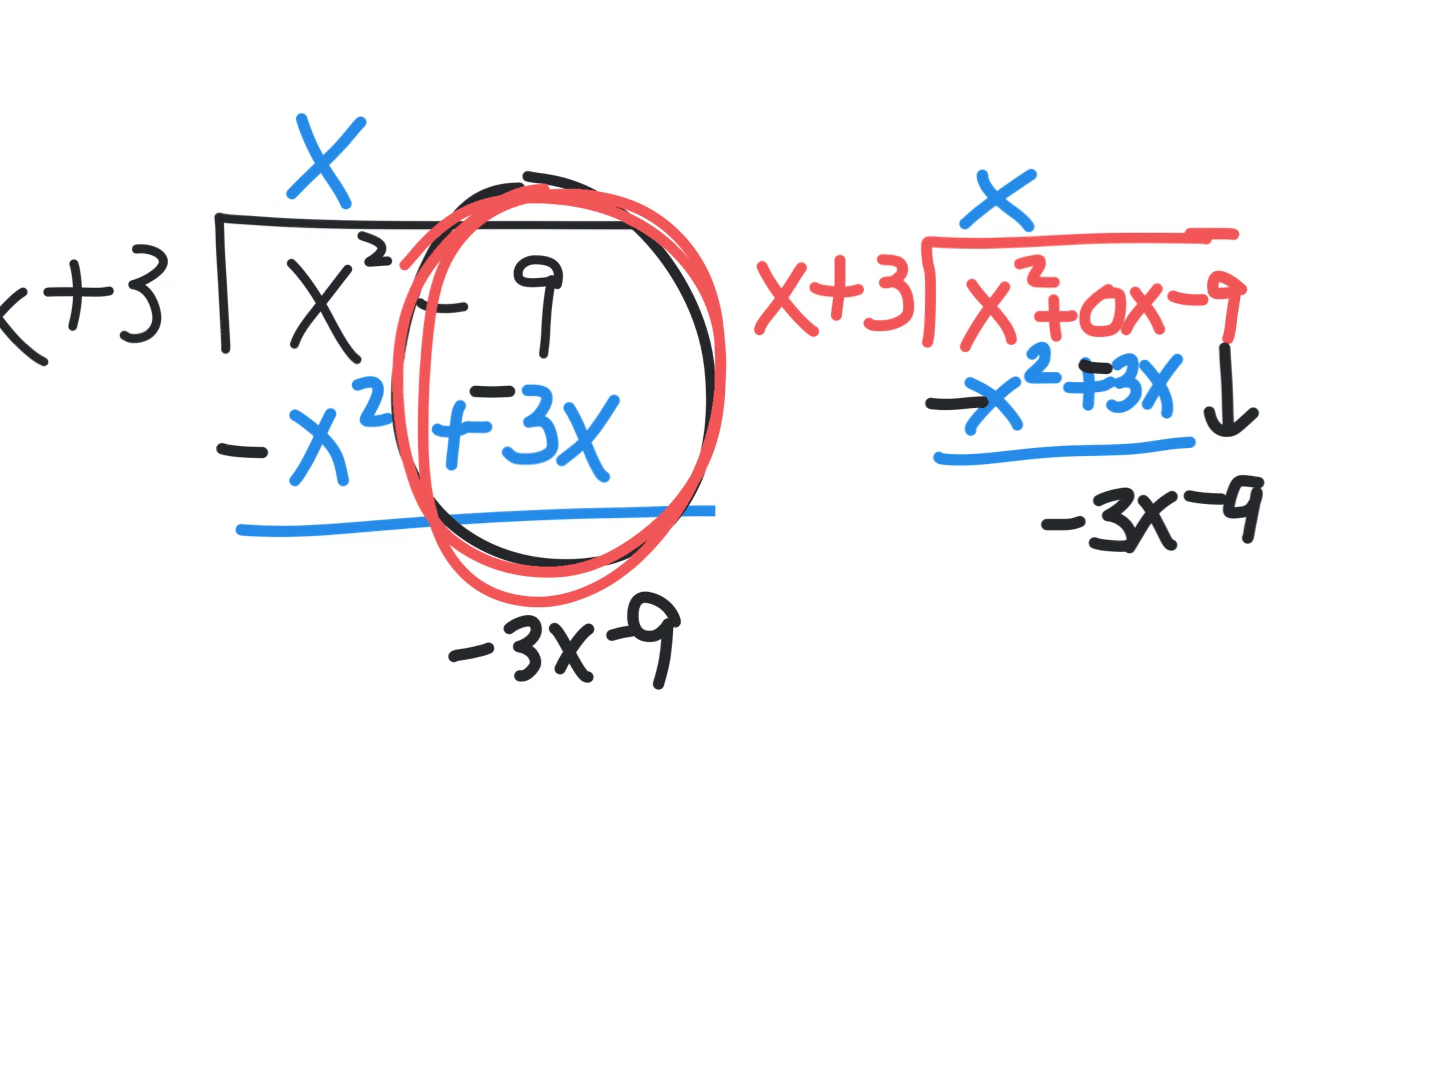 x
x+3 x² - 9
- x² + - 3x
-3x-9
x
x+3 x²+0x-9
-x² + - 3x
-3x-9